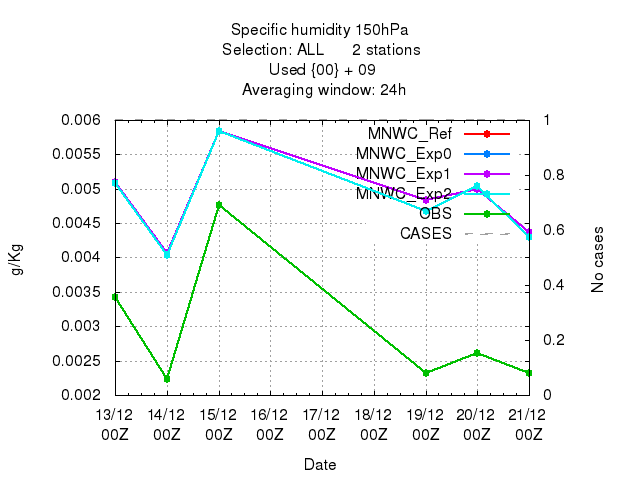 Specific humidity 150hPa
Selection: ALL 2 stations
Used {00} + 09
Averaging window: 24h
0.006
0.0055
0.005
0.0045
0.004
0.0035
0.003
0.0025
0.002
g/Kg
1
0.8
0.6
0.4
0.2
0
No cases
MNWC_Ref
MNWC_Exp0
MNWC_Exp1
MNWC_Exp2
OBS
CASES
13/12 14/12 15/12 16/12 17/12 18/12 19/12 20/12 21/12
00Z 00Z 00Z 00Z 00Z 00Z 00Z 00Z 00Z
Date